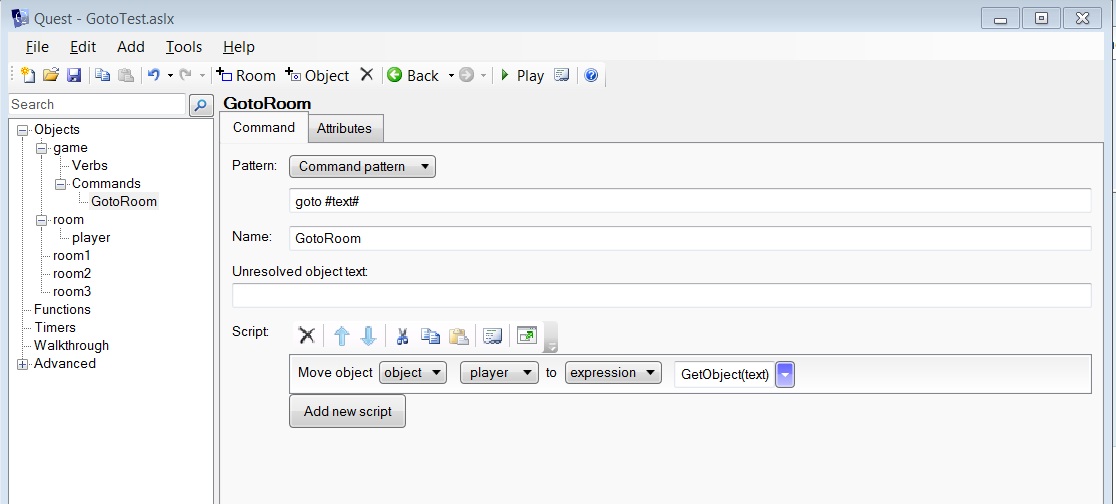 Quest - GotoTest.aslx
File Edit Add Tools Help
Room Object Back Play
Search
GotoRoom
Objects
game
Verbs
Commands
GotoRoom
room
player
room1
room2
room3
Functions
Timers
Walkthrough
Advanced
Command Attributes
Pattern: Command pattern
goto #text#
Name: GotoRoom
Unresolved object text:
Script:
Move object object player to expression GetObject(text)
Add new script